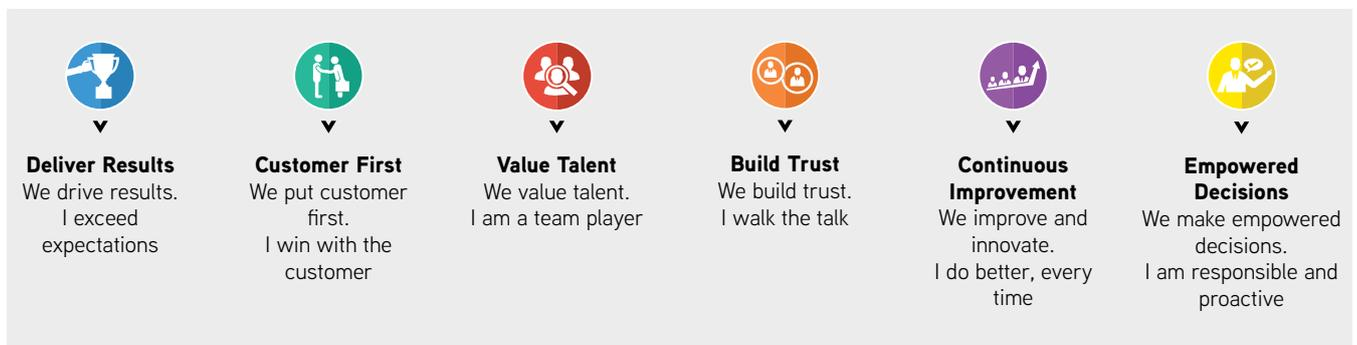 Deliver Results
We drive results.
I exceed
expectations
Customer First
We put customer
first.
I win with the
customer
Value Talent
We value talent.
I am a team player
Build Trust
We build trust.
I walk the talk
Continuous
Improvement
We improve and
innovate.
I do better, every
time
Empowered
Decisions
We make empowered
decisions.
I am responsible and
proactive